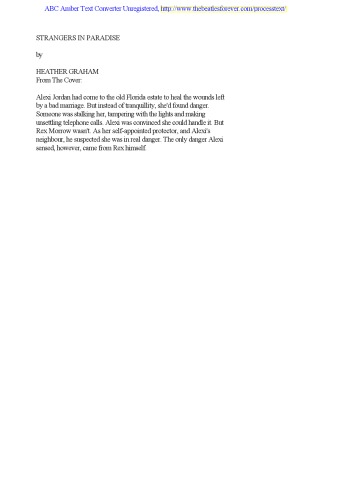 ABC Amber Text Converter Unregistered, http://www.thebeatlesforever.com/processtext/
STRANGERS IN PARADISE
by
HEATHER GRAHAM
From The Cover:
Alexi Jordan had come to the old Florida estate to heal the wounds left
by a bad marriage. But instead of tranquillity, she'd found danger.
Someone was stalking her, tampering with the lights and making
unsettling telephone calls. Alexi was convinced she could handle it. But
Rex Morrow wasn't. As her self-appointed protector, and Alexi's
neighbour, he suspected she was in real danger. The only danger Alexi
sensed, however, came from Rex himself.